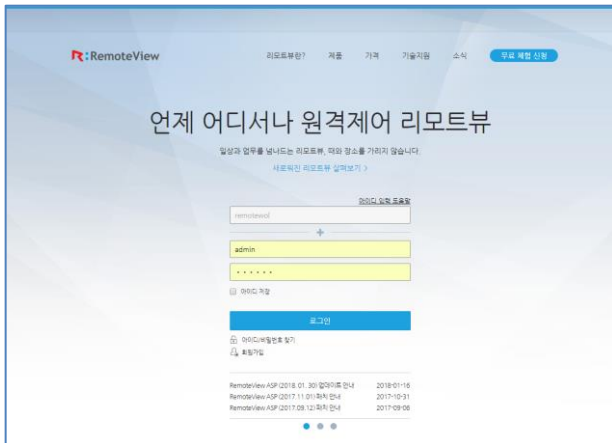 RemoteView
리모트뷰란? 제품 가격 기술지원 소식 무료 체험 신청
언제 어디서나 원격제어 리모트뷰
일상과 업무를 넘나드는 리모트뷰, 때와 장소를 가리지 않습니다.
새로워진 리모트뷰 살펴보기 >
아이디 입력 도움말
remotewol
+
admin
••••••
아이디 저장
로그인
아이디/비밀번호 찾기
회원가입
RemoteView ASP (2018. 01. 30) 업데이트 안내 2018-01-16
RemoteView ASP (2017.11.01) 패치 안내 2017-10-31
RemoteView ASP (2017.09.12) 패치 안내 2017-09-06